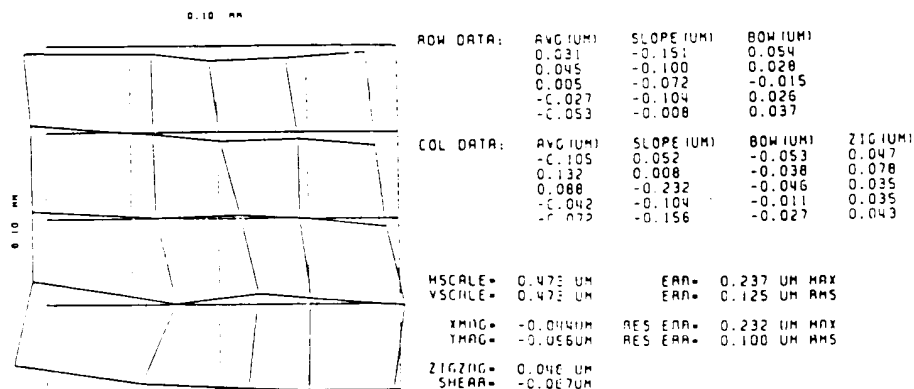 0.10 MM
ROW DATA: AVG(UM) SLOPE(UM) BOW(UM)
0.031 -0.151 0.054
0.045 -0.100 0.028
0.005 -0.072 -0.015
-0.027 -0.104 0.026
-0.053 -0.008 0.037
COL DATA: AVG(UM) SLOPE(UM) BOW(UM) ZIG(UM)
-0.105 0.052 -0.053 0.047
0.132 0.008 -0.038 0.078
0.088 -0.232 -0.046 0.035
-0.042 -0.104 -0.011 0.035
-0.072 -0.156 -0.027 0.043
0.10 MM
HSCALE= 0.473 UM ERR= 0.237 UM MAX
VSCALE= 0.473 UM ERR= 0.125 UM RMS
XMAG= -0.044UM RES ERR= 0.232 UM MAX
YMAG= RES ERR= 0.100 UM RMS
ZIGZAG= UM
SHEAR= -0.067UM